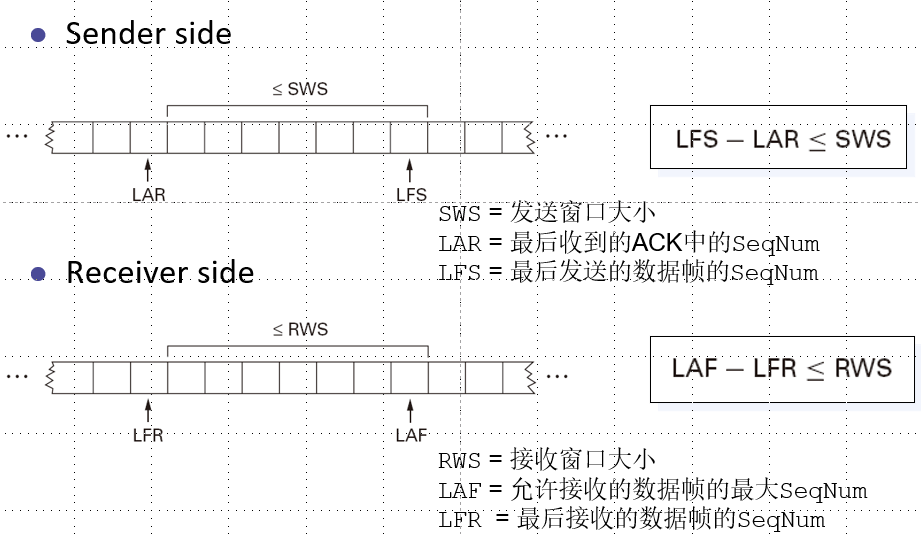 Sender side
≤ SWS
... ...
LFS − LAR ≤ SWS
LAR LFS
SWS = 发送窗口大小
LAR = 最后收到的ACK中的SeqNum
LFS = 最后发送的数据帧的SeqNum
Receiver side
≤ RWS
... ...
LAF − LFR ≤ RWS
LFR LAF
RWS = 接收窗口大小
LAF = 允许接收的数据帧的最大SeqNum
LFR = 最后接收的数据帧的SeqNum